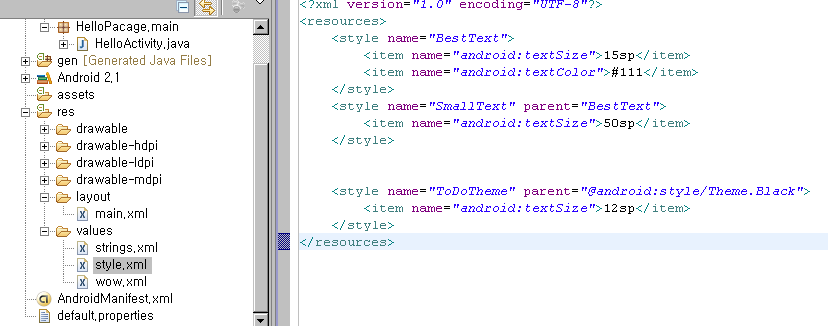 HelloPacage.main
HelloActivity.java
gen [Generated Java Files]
Android 2.1
assets
res
drawable
drawable-hdpi
drawable-ldpi
drawable-mdpi
layout
main.xml
values
strings.xml
style.xml
wow.xml
AndroidManifest.xml
default.properties
<?xml version="1.0" encoding="UTF-8"?>
<resources>
<style name="BestText">
<item name="android:textSize">15sp</item>
<item name="android:textColor">#111</item>
</style>
<style name="SmallText" parent="BestText">
<item name="android:textSize">50sp</item>
</style>
<style name="ToDoTheme" parent="@android:style/Theme.Black">
<item name="android:textSize">12sp</item>
</style>
</resources>